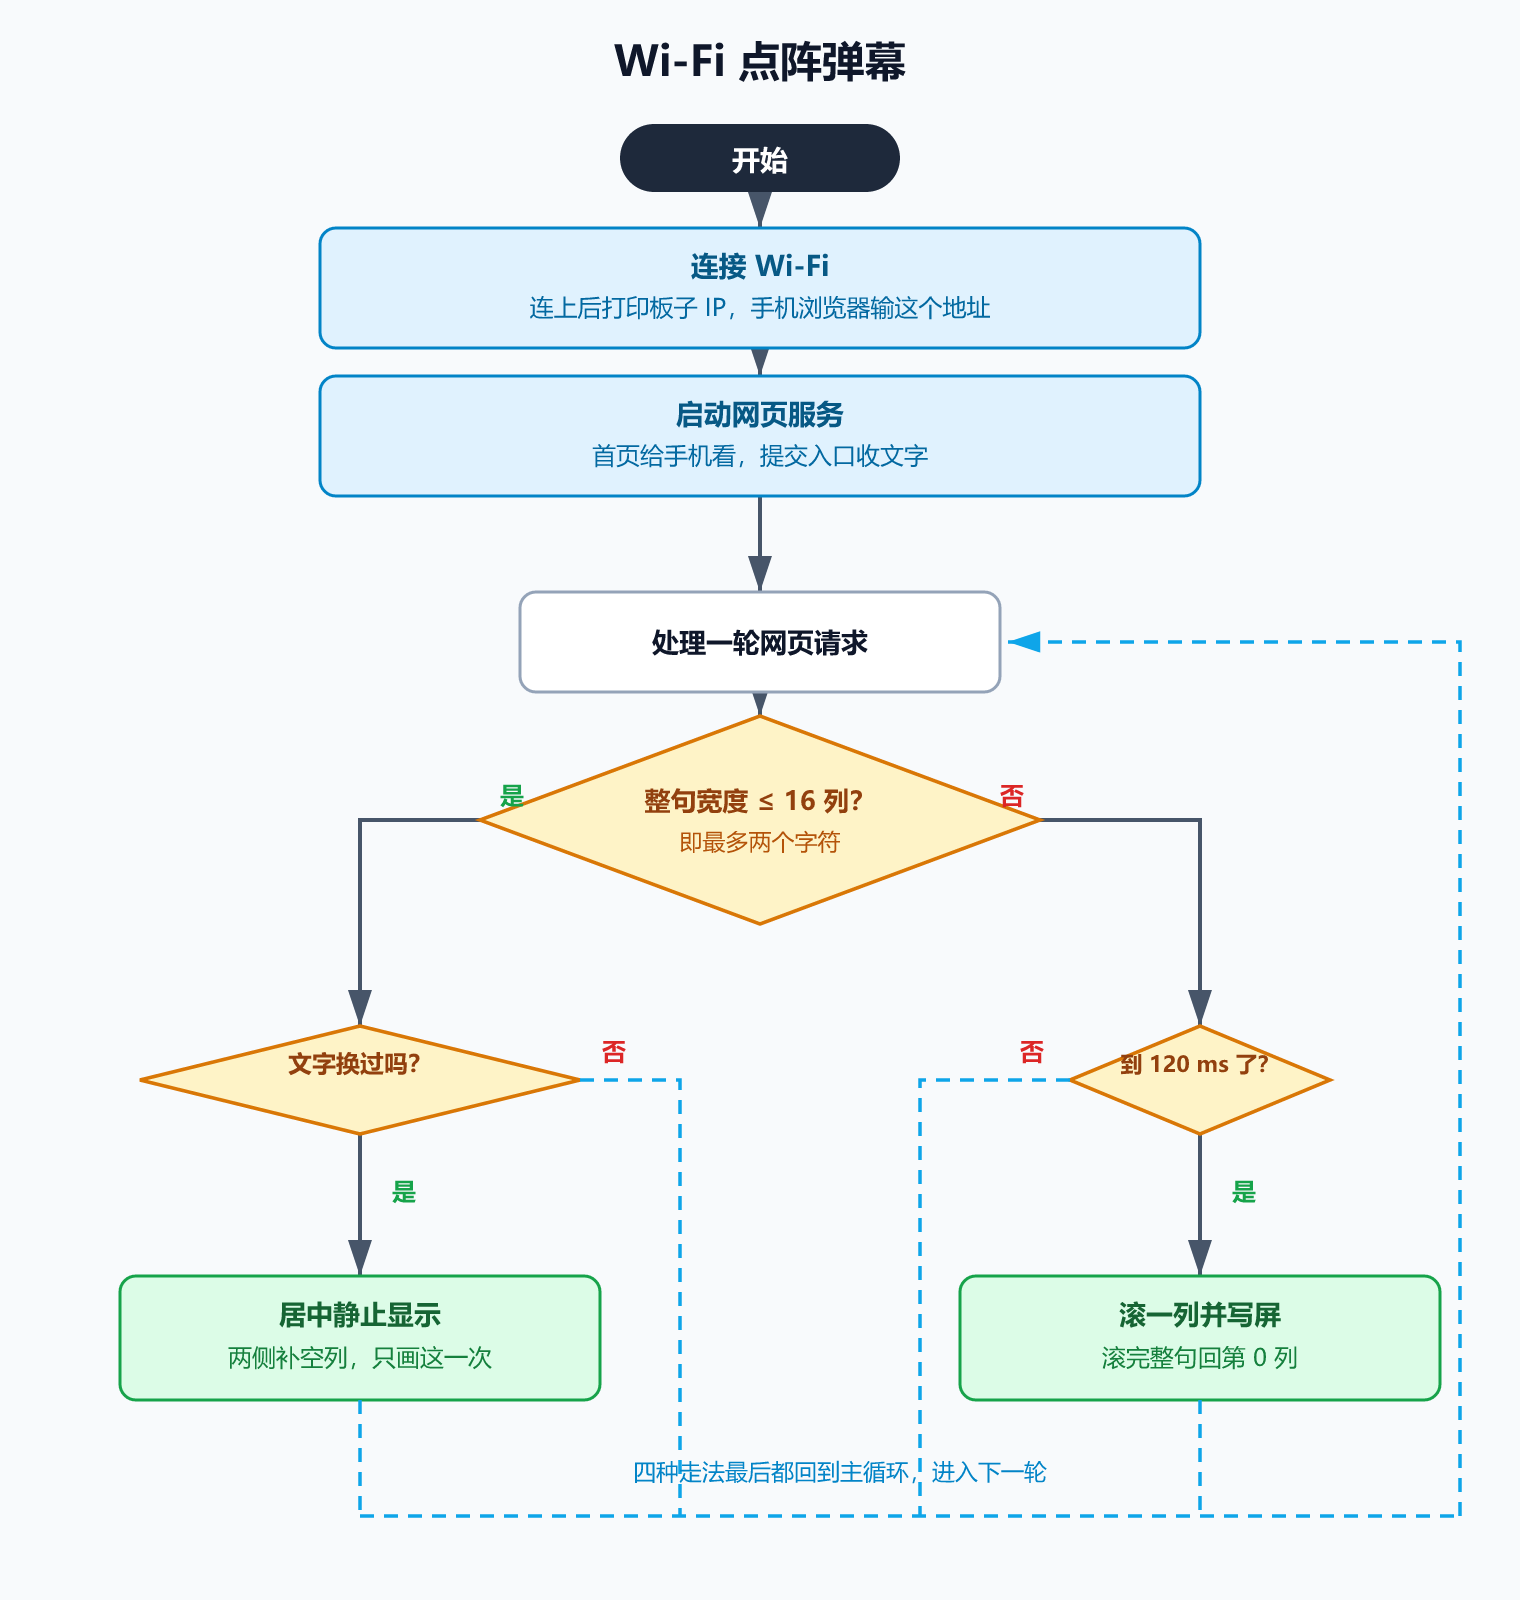 Wi-Fi 点阵弹幕
开始
连接 Wi-Fi
连上后打印板子 IP，手机浏览器输这个地址
启动网页服务
首页给手机看，提交入口收文字
处理一轮网页请求
是
整句宽度 ≤ 16 列？
否
即最多两个字符
文字换过吗？
否
否
到 120 ms 了？
是
是
居中静止显示
两侧补空列，只画这一次
滚一列并写屏
滚完整句回第 0 列
四种走法最后都回到主循环，进入下一轮